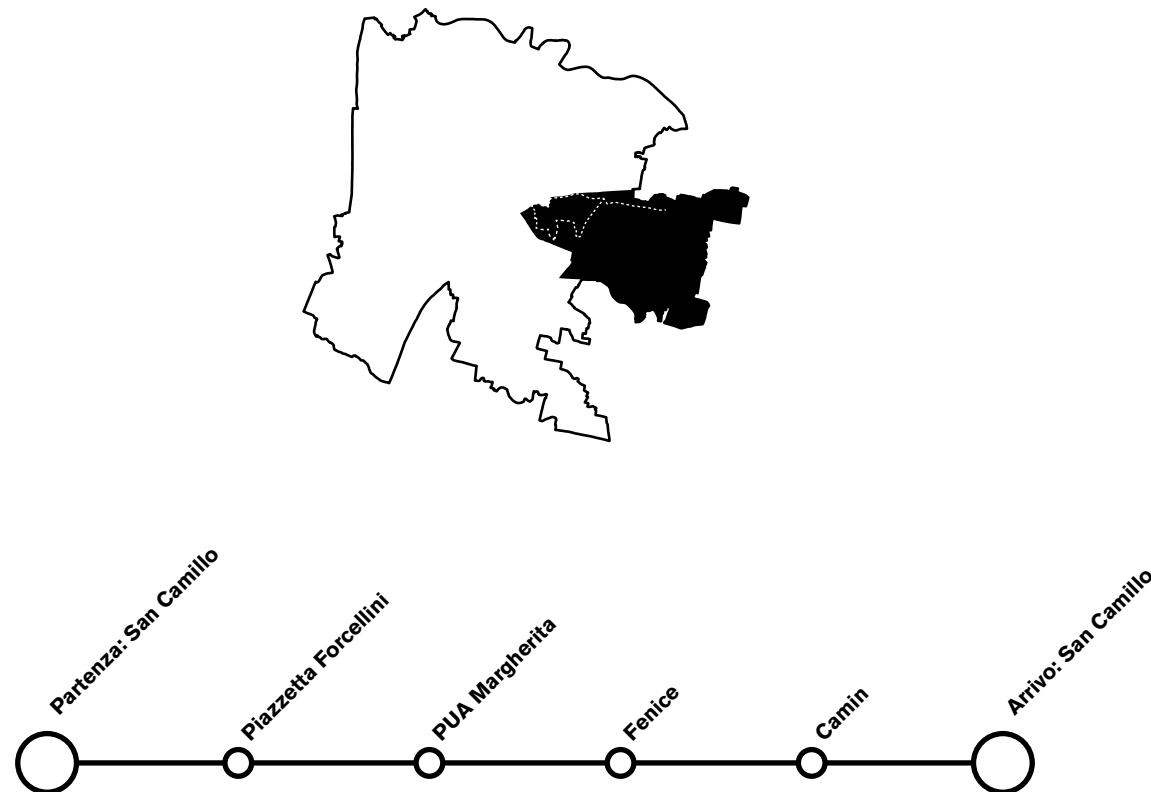 Partenza: San Camillo
Piazzetta Forcellini
PUA Margherita
Fenice
Camin
Arrivo: San Camillo